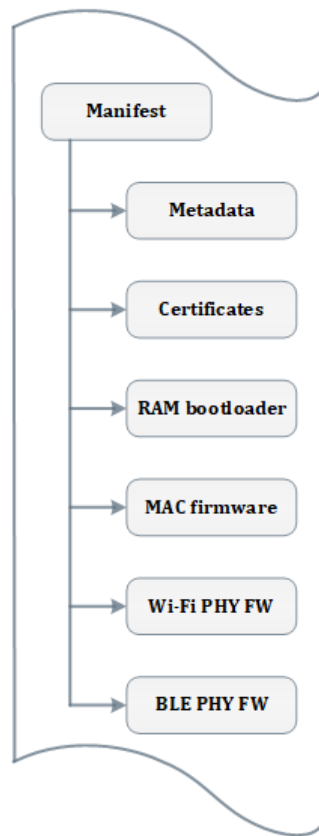 Manifest
Metadata
Certificates
RAM bootloader
MAC firmware
Wi-Fi PHY FW
BLE PHY FW